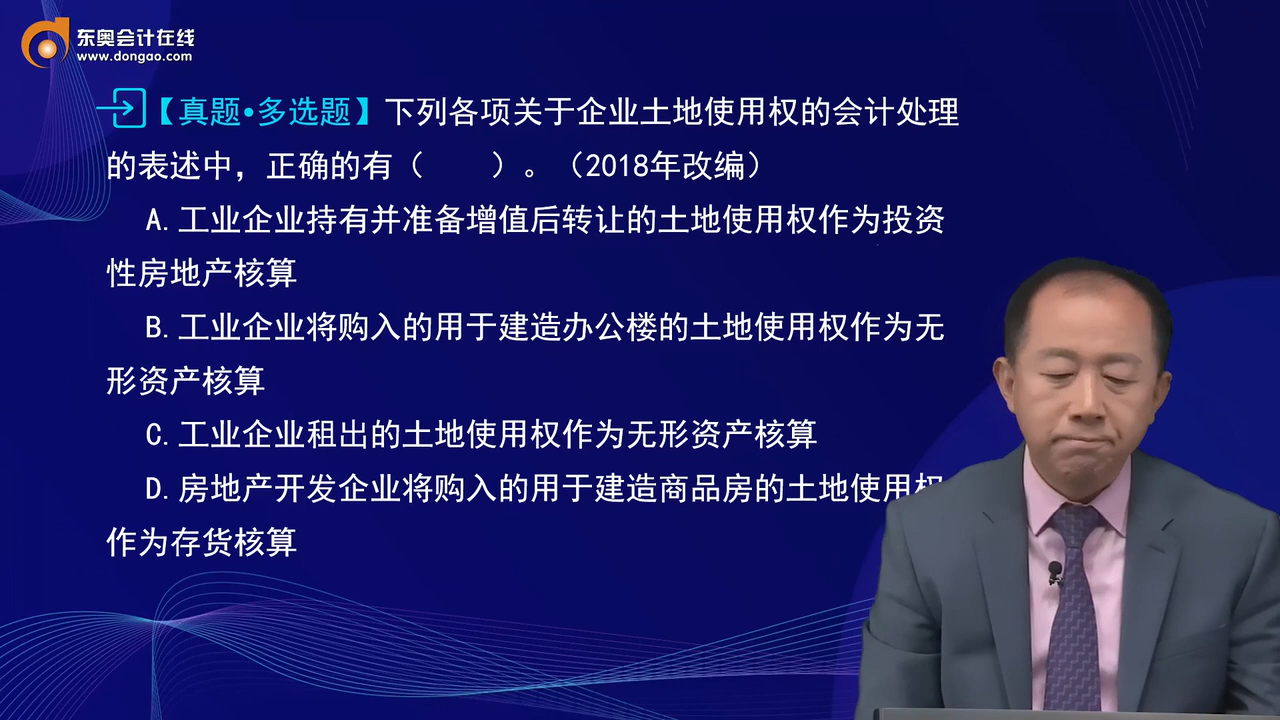 东奥会计在线
www.dongao.com
【真题•多选题】下列各项关于企业土地使用权的会计处理
的表述中，正确的有（　　）。（2018年改编）
A.工业企业持有并准备增值后转让的土地使用权作为投资
性房地产核算
B.工业企业将购入的用于建造办公楼的土地使用权作为无
形资产核算
C.工业企业租出的土地使用权作为无形资产核算
D.房地产开发企业将购入的用于建造商品房的土地使用权
作为存货核算